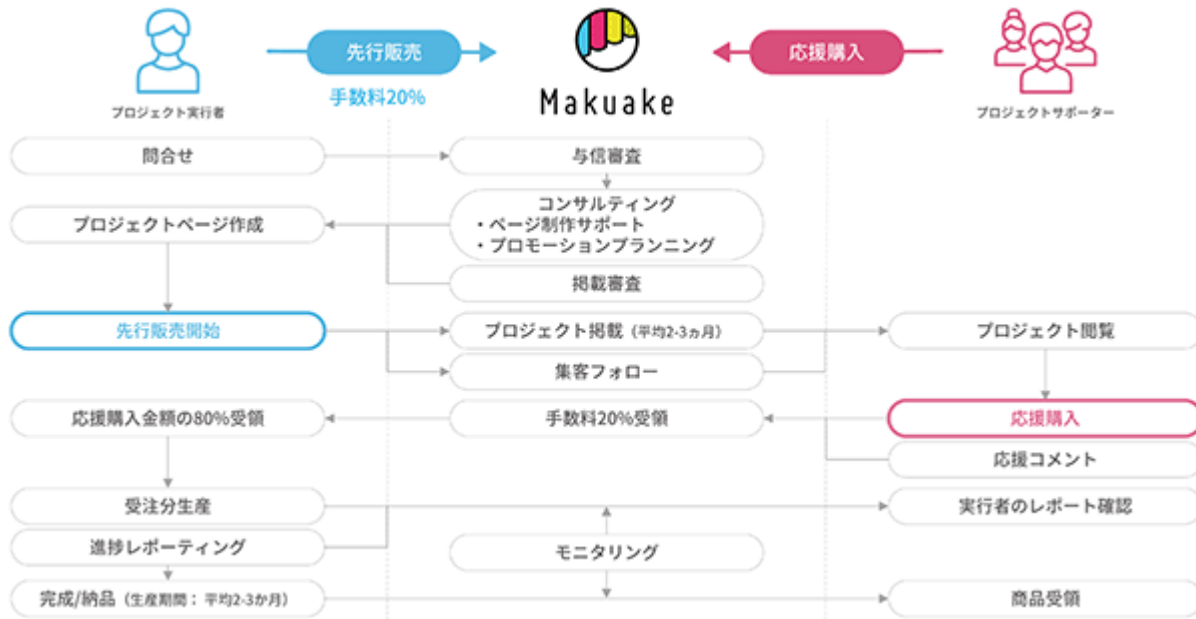 先行販売
応援購入
手数料20%
Makuake
プロジェクト実行者
プロジェクトサポーター
問合せ
与信審査
プロジェクトページ作成
コンサルティング
・ページ制作サポート
・プロモーションプランニング
掲載審査
先行販売開始
プロジェクト掲載（平均2-3ヵ月）
プロジェクト閲覧
集客フォロー
応援購入金額の80%受領
手数料20%受領
応援購入
応援コメント
受注分生産
実行者のレポート確認
進捗レポーティング
モニタリング
完成/納品（生産期間：平均2-3か月）
商品受領